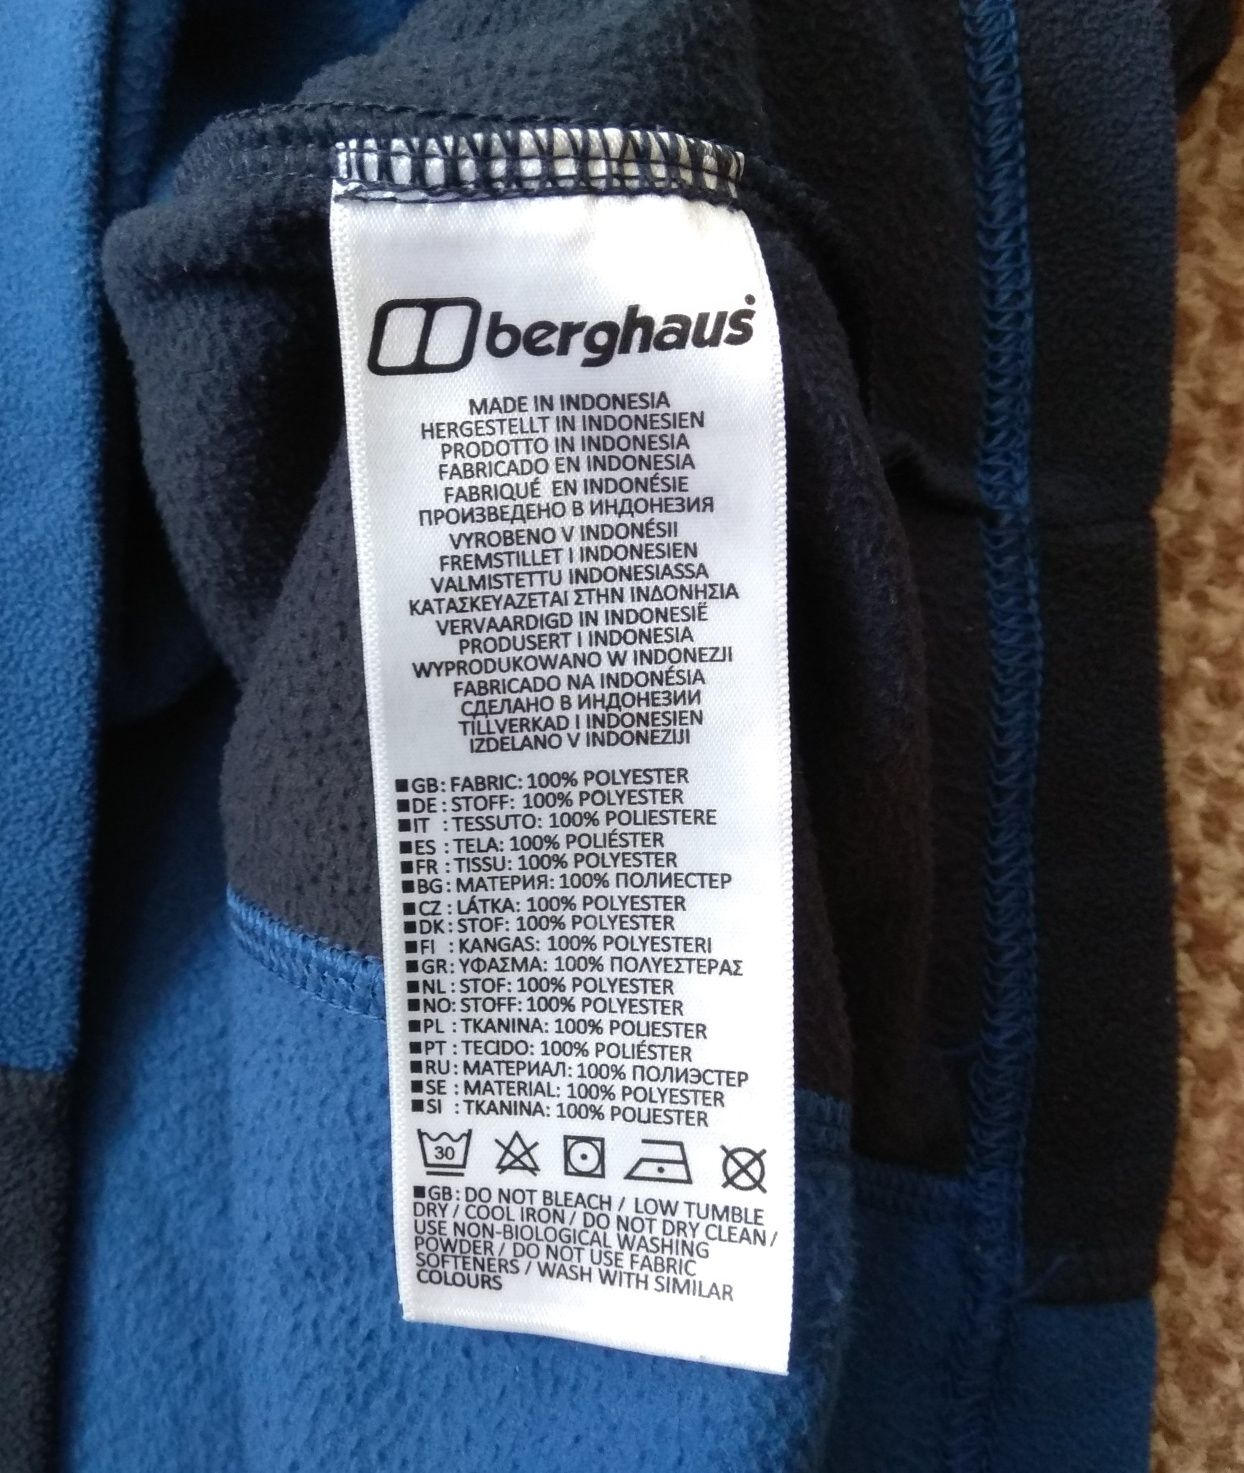 berghaus
MADE IN INDONESIA
HERGESTELLT IN INDONESIEN
PRODOTTO IN INDONESIA
FABRICADO EN INDONESIA
FABRIQUÉ EN INDONÉSIE
ПРОИЗВЕДЕНО В ИНДОНЕЗИЯ
VYROBENO V INDONÉSII
FREMSTILLET I INDONESIEN
VALMISTETTU INDONESIASSA
ΚΑΤΑΣΚΕΥΑΖΕΤΑΙ ΣΤΗΝ ΙΝΔΟΝΗΣΙΑ
VERVAARDIGD IN INDONESIË
PRODUSERT I INDONESIA
WYPRODUKOWANO W INDONEZJI
FABRICADO NA INDONÉSIA
СДЕЛАНО В ИНДОНЕЗИИ
TILLVERKAD I INDONESIEN
IZDELANO V INDONEZIJI
■GB: FABRIC: 100% POLYESTER
■DE : STOFF: 100% POLYESTER
■IT : TESSUTO: 100% POLIESTERE
■ES : TELA: 100% POLIÉSTER
■FR : TISSU: 100% POLYESTER
■BG: МАТЕРИЯ: 100% ПОЛИЕСТЕР
■CZ : LÁTKA: 100% POLYESTER
■DK : STOF: 100% POLYESTER
■FI : KANGAS: 100% POLYESTERI
■GR: ΥΦΑΣΜΑ: 100% ΠΟΛΥΕΣΤΕΡΑΣ
■NL : STOF: 100% POLYESTER
■NO: STOFF: 100% POLYESTER
■PL : TKANINA: 100% POLIESTER
■PT : TECIDO: 100% POLIÉSTER
■RU : МАТЕРИАЛ: 100% ПОЛИЭСТЕР
■SE : MATERIAL: 100% POLYESTER
■SI : TKANINA: 100% POLIESTER
30
■GB: DO NOT BLEACH / LOW TUMBLE
DRY / COOL IRON / DO NOT DRY CLEAN /
USE NON-BIOLOGICAL WASHING
POWDER / DO NOT USE FABRIC
SOFTENERS / WASH WITH SIMILAR
COLOURS